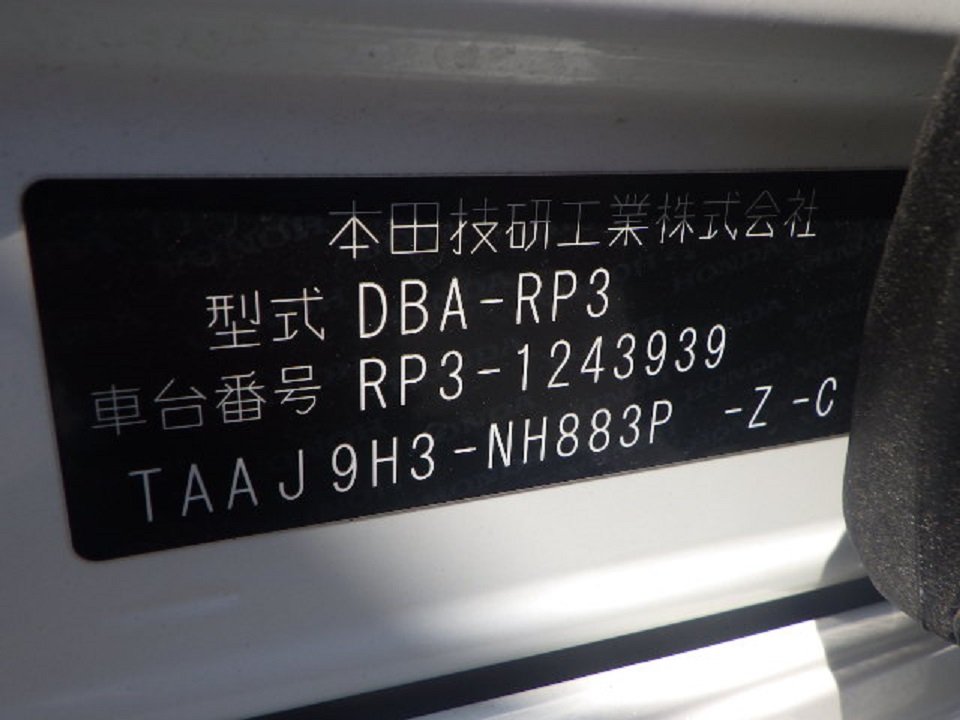 本田技研工業株式会社
型式 DBA-RP3
車台番号 RP3-1243939
TAAJ9H3-NH883P -Z-C